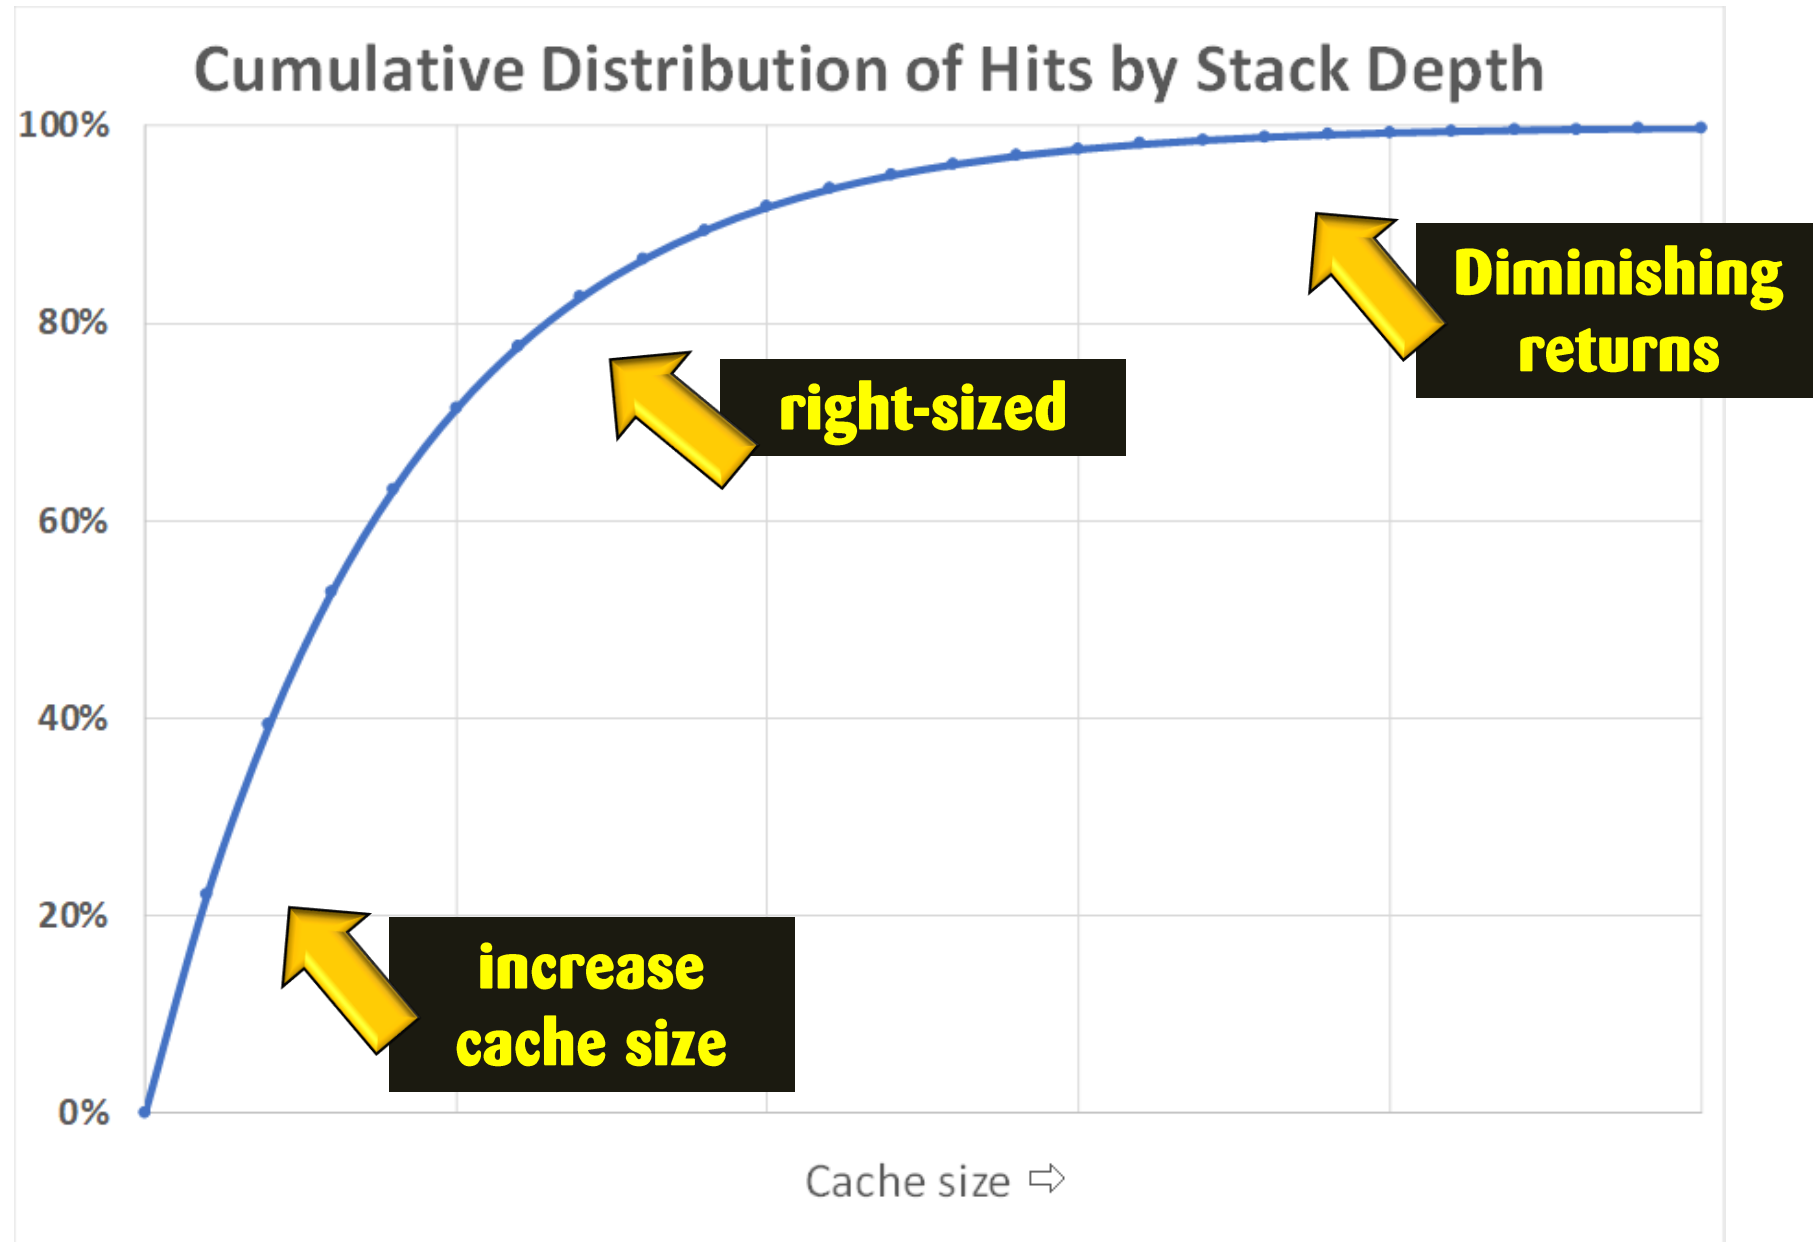 Cumulative Distribution of Hits by Stack Depth
100%
80%
60%
40%
20%
0%
Diminishing
returns
right-sized
increase
cache size
Cache size ⇨